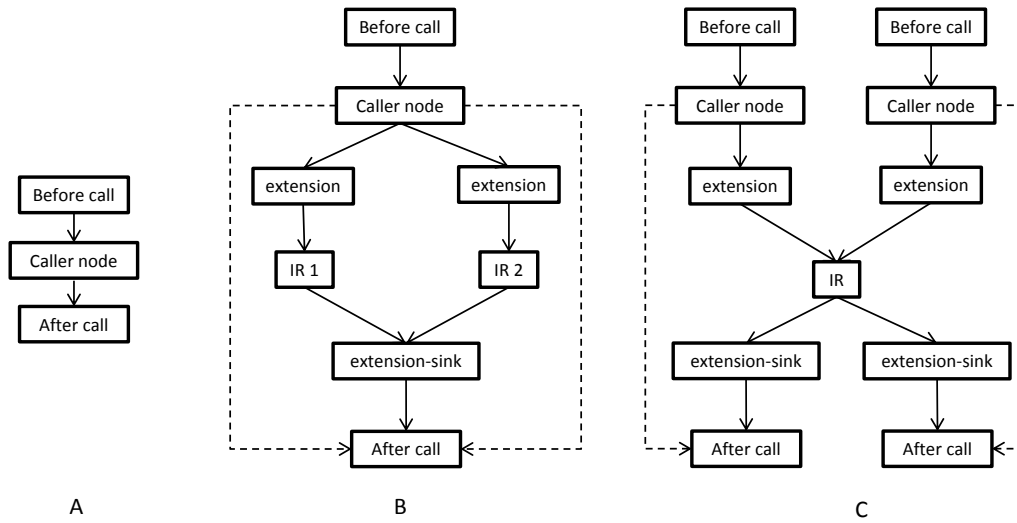 Before call
Caller node
After call
A
Before call
Caller node
extension
extension
IR 1
IR 2
extension-sink
After call
B
Before call
Before call
Caller node
Caller node
extension
extension
IR
extension-sink
extension-sink
After call
After call
C